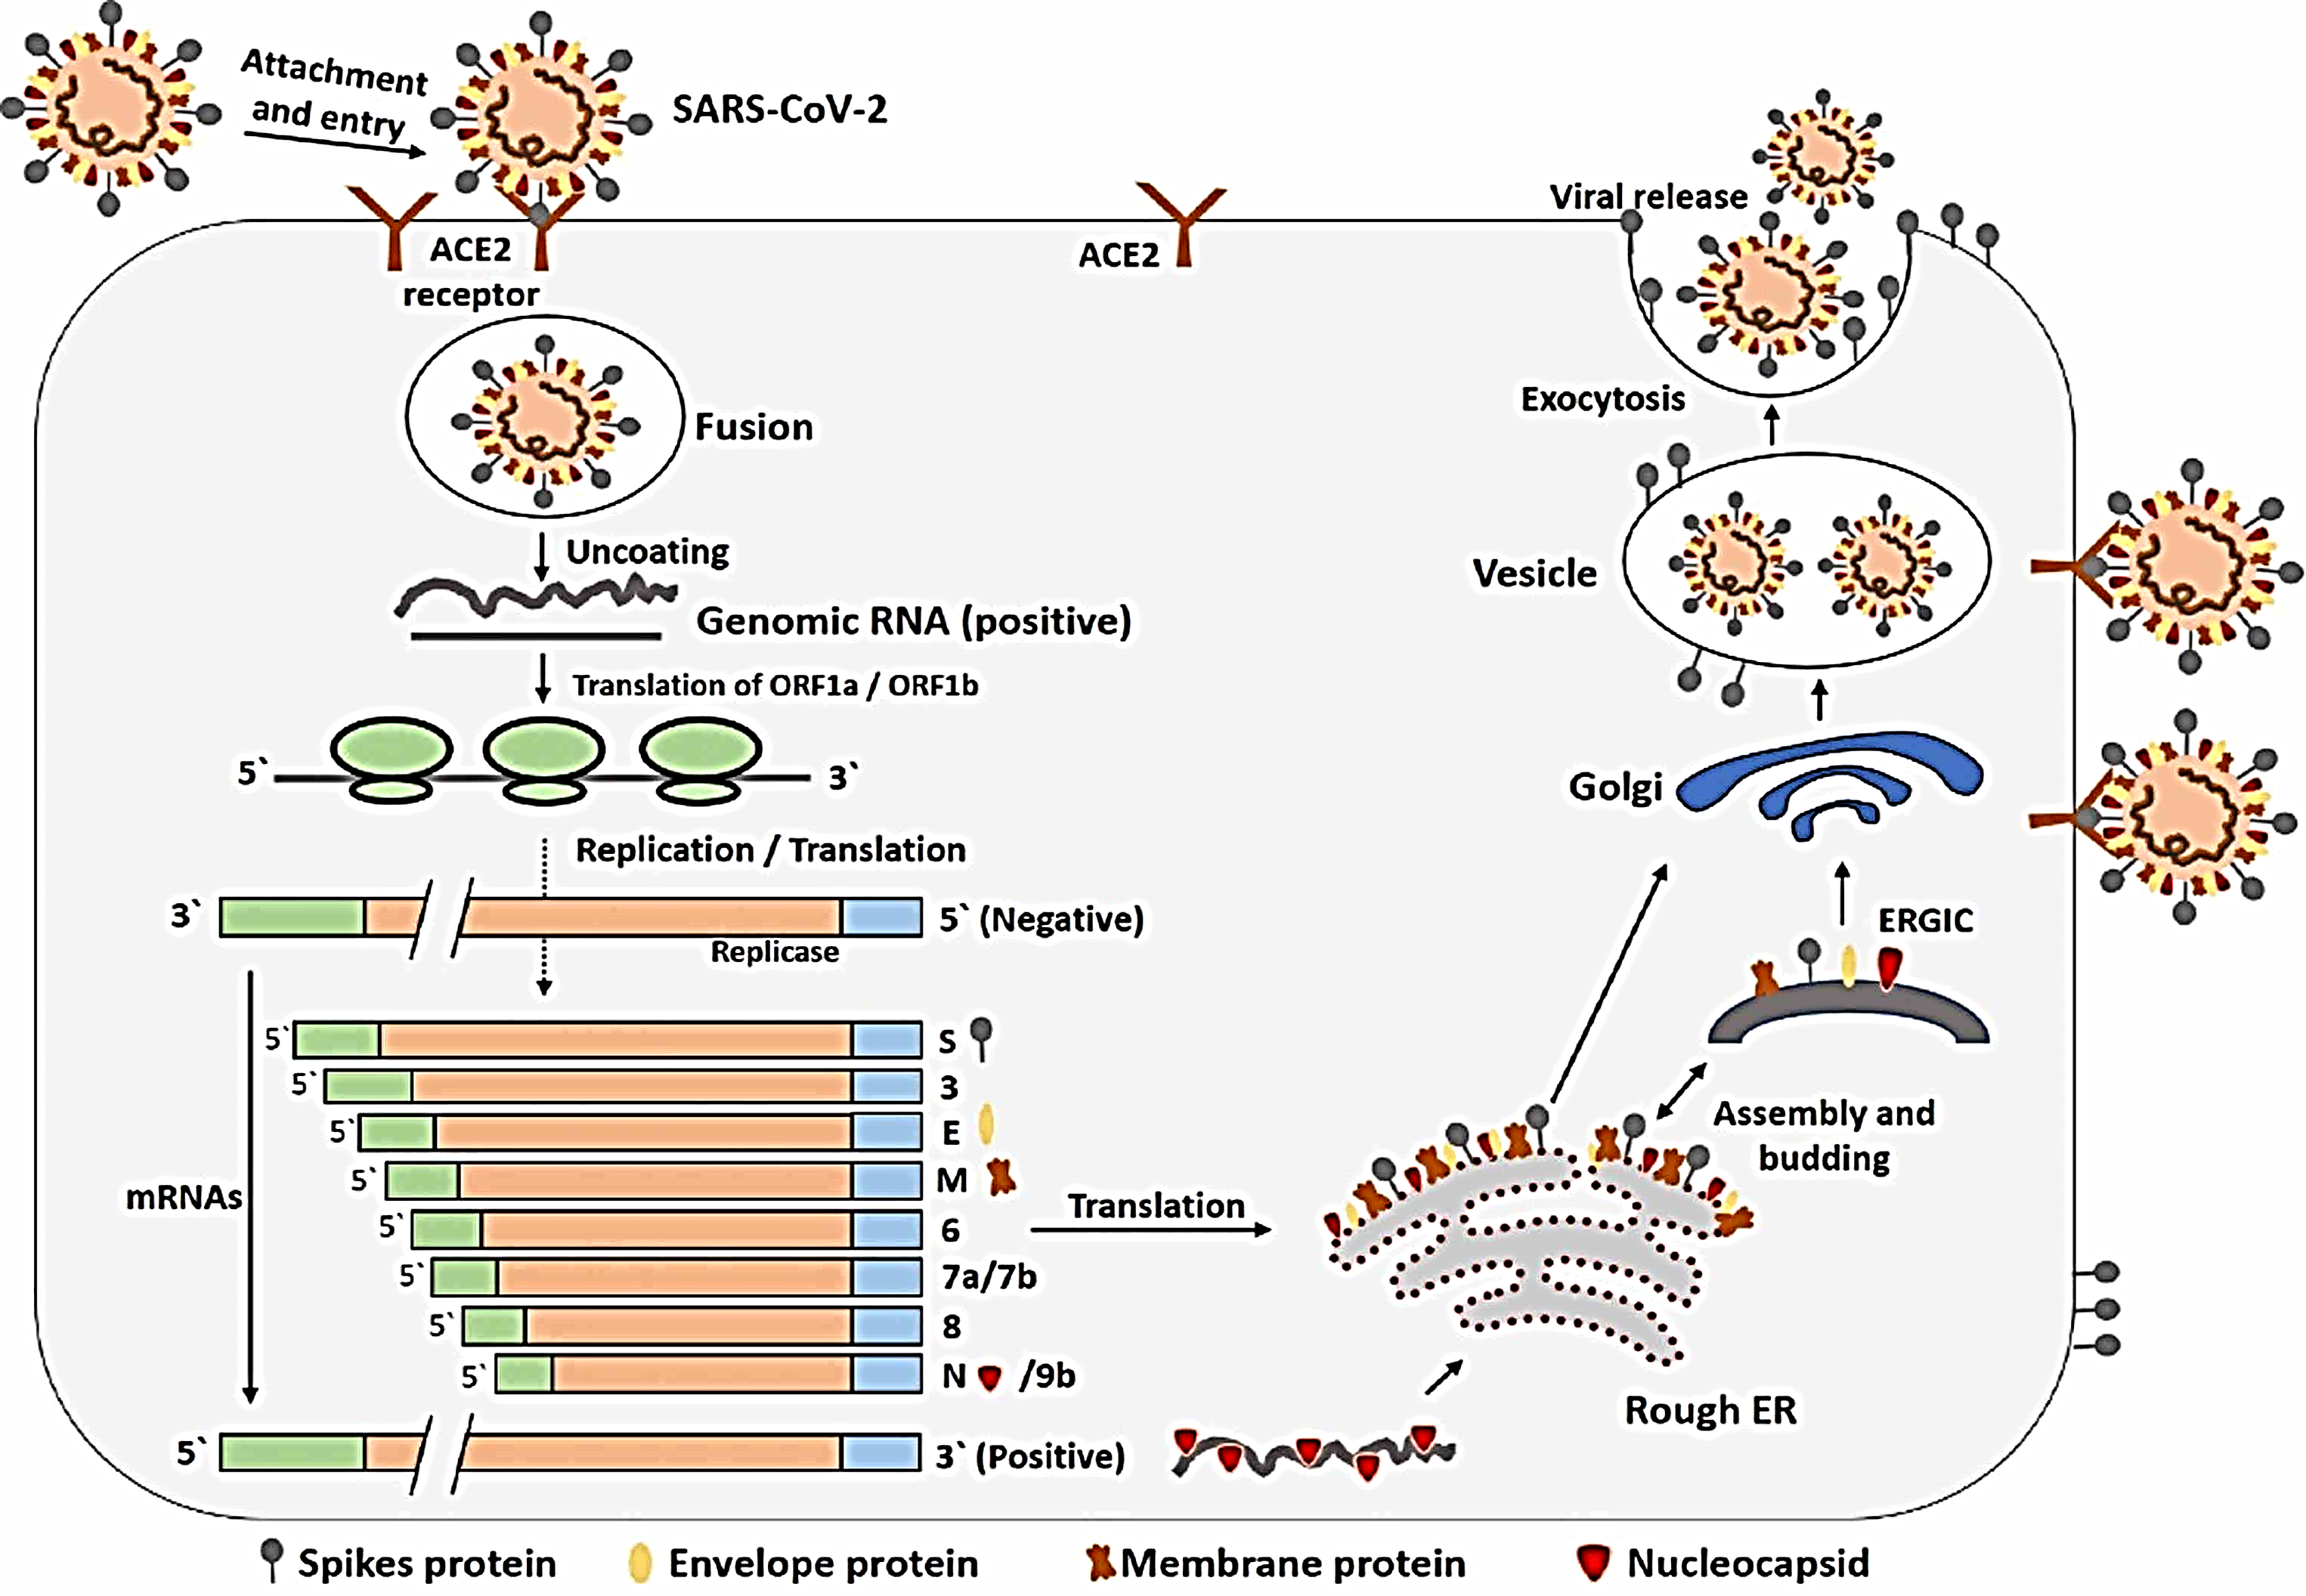 Attachment
and entry
SARS-CoV-2
ACE2
receptor
ACE2
Viral release
Exocytosis
Fusion
Uncoating
Genomic RNA (positive)
Translation of ORF1a / ORF1b
5` 3`
Replication / Translation
3` 5` (Negative)
Replicase
mRNAs
5` S
5` 3
5` E
5` M
5` 6
5` 7a/7b
5` 8
5` N /9b
5` 3` (Positive)
Translation
Vesicle
Golgi
ERGIC
Assembly and
budding
Rough ER
Spikes protein
Envelope protein
Membrane protein
Nucleocapsid